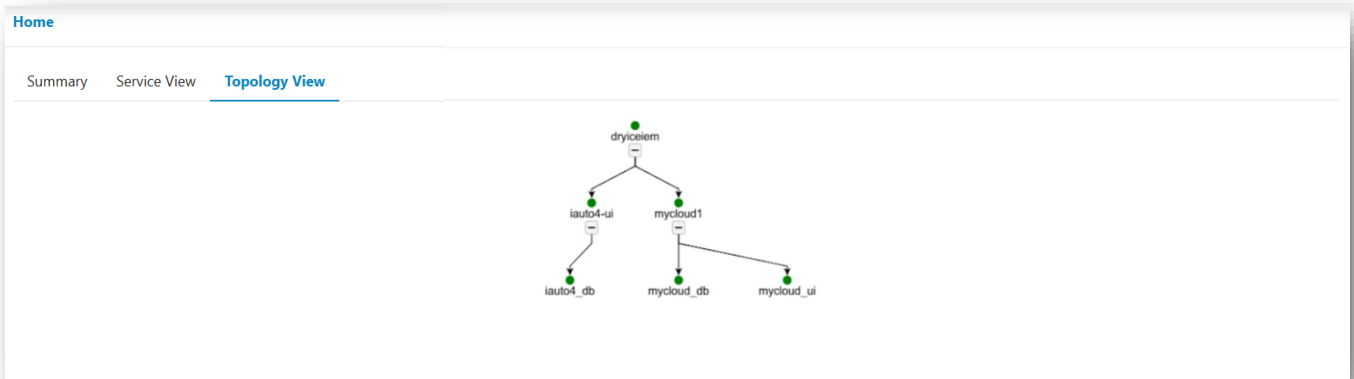 Home
Summary Service View Topology View
dryiceiem
iauto4-ui mycloud1
iauto4_db mycloud_db mycloud_ui